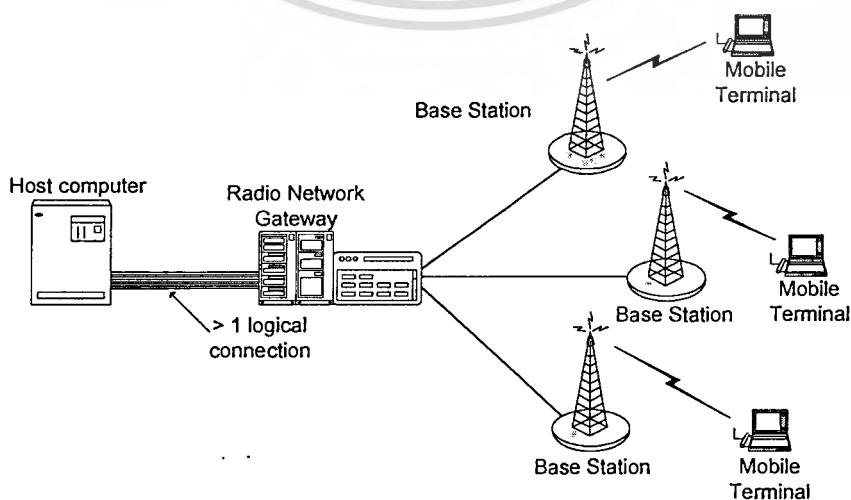 Mobile
Terminal
Base Station
Host computer
Radio Network
Gateway
Mobile
Terminal
Base Station
> 1 logical
connection
Base Station
Mobile
Terminal